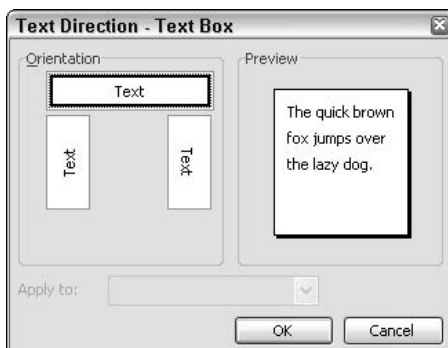 Text Direction - Text Box
Orientation
Text
Text
Text
Preview
The quick brown
fox jumps over
the lazy dog.
Apply to:
OK
Cancel